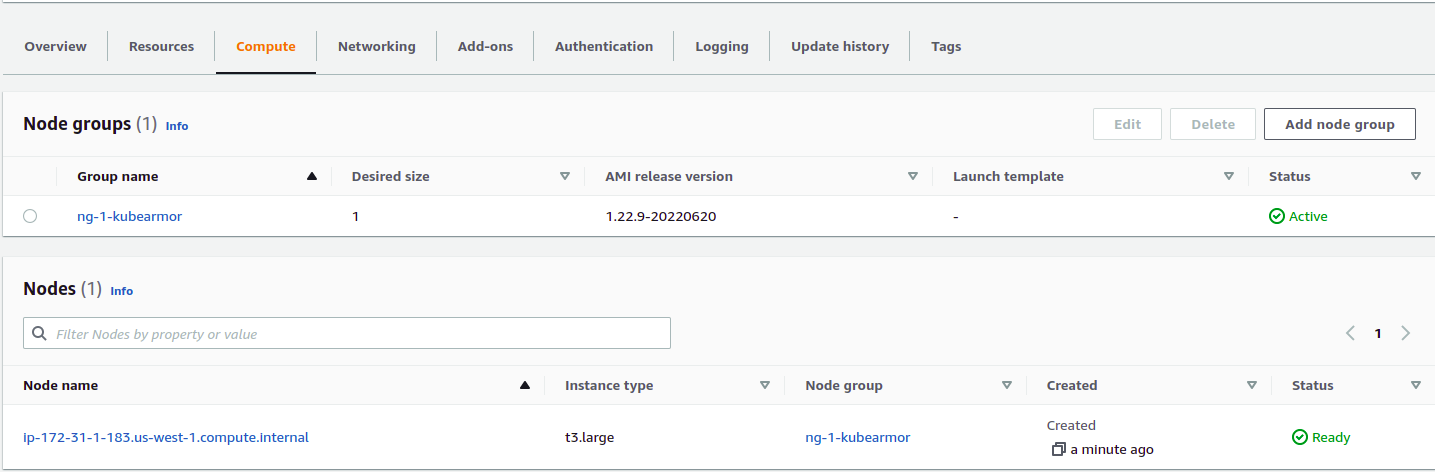 Overview Resources Compute Networking Add-ons Authentication Logging Update history Tags
Node groups (1) Info Edit Delete Add node group
Group name Desired size AMI release version Launch template Status
ng-1-kubearmor 1 1.22.9-20220620 - Active
Nodes (1) Info
Filter Nodes by property or value 1
Node name Instance type Node group Created Status
ip-172-31-1-183.us-west-1.compute.internal t3.large ng-1-kubearmor Created Ready
a minute ago